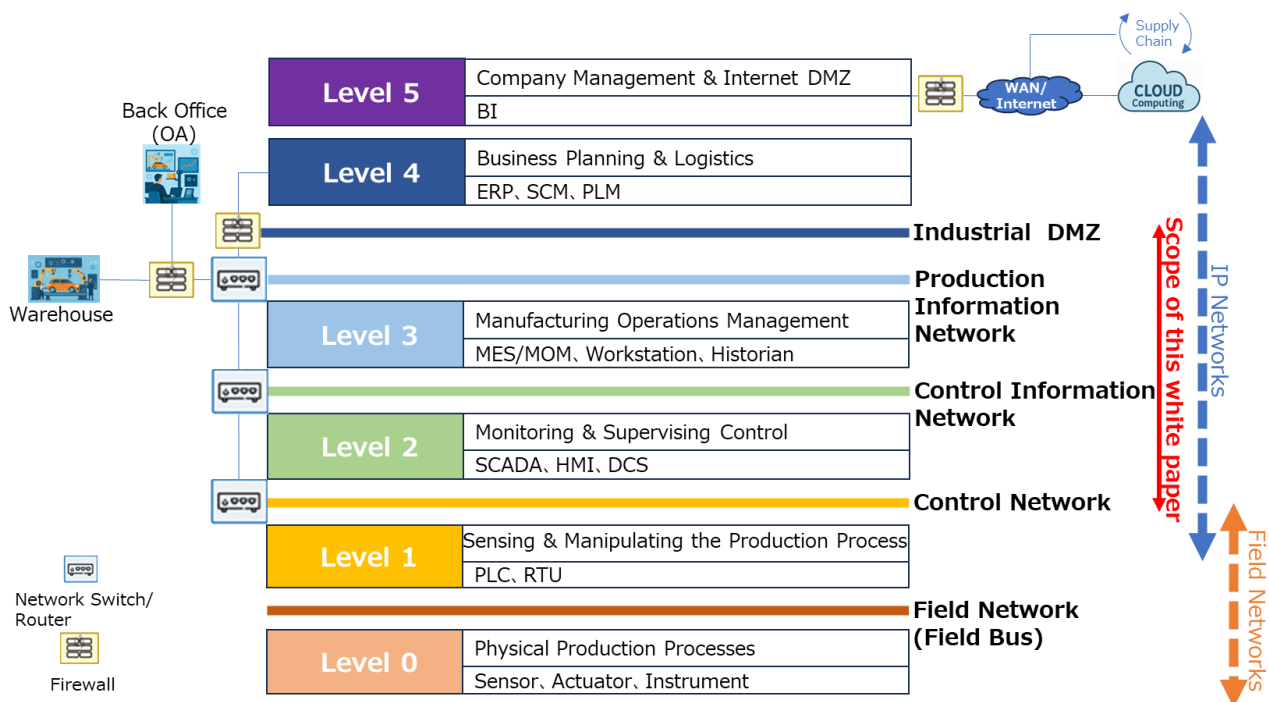 Supply
Chain
Level 5
Company Management & Internet DMZ
BI
WAN/
Internet
CLOUD
Computing
Back Office
(OA)
Level 4
Business Planning & Logistics
ERP、SCM、PLM
Industrial DMZ
Warehouse
Production
Information
Network
Level 3
Manufacturing Operations Management
MES/MOM、Workstation、Historian
Control Information
Network
Level 2
Monitoring & Supervising Control
SCADA、HMI、DCS
Control Network
Level 1
Sensing & Manipulating the Production Process
PLC、RTU
Field Network
(Field Bus)
Level 0
Physical Production Processes
Sensor、Actuator、Instrument
Scope of this white paper
IP Networks
Field Networks
Network Switch/
Router
Firewall